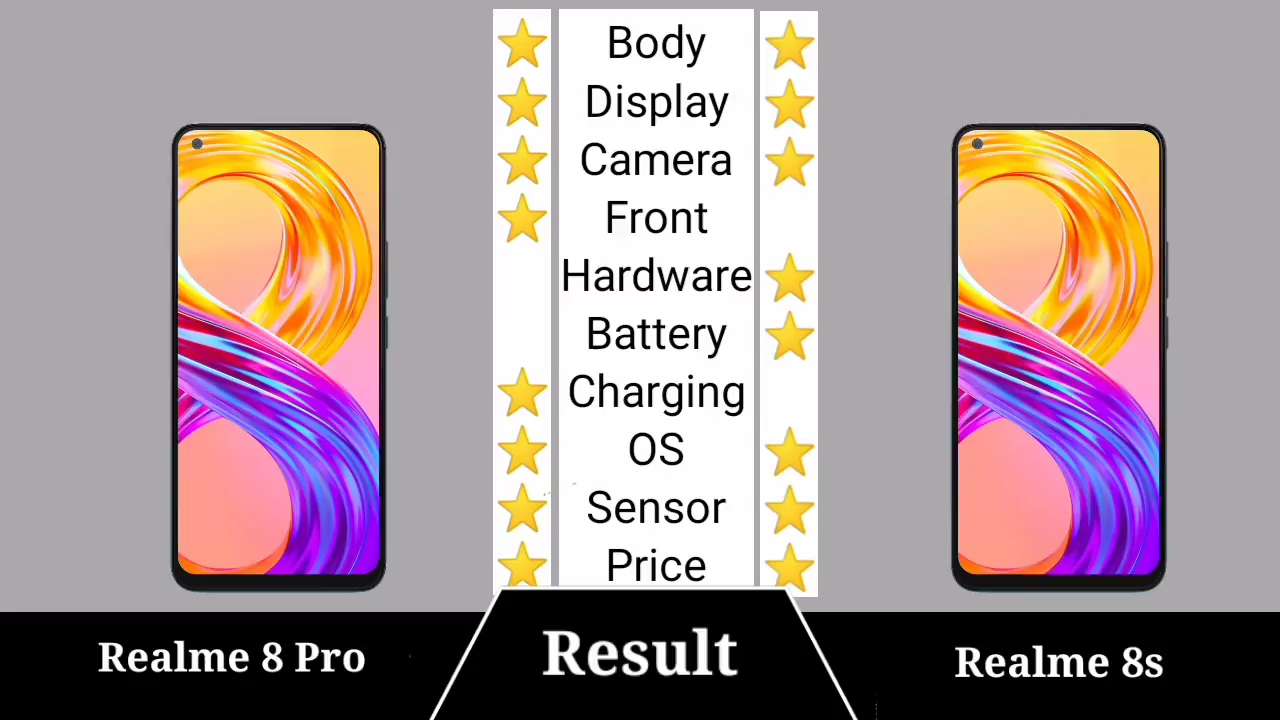 Body
Display
Camera
Front
Hardware
Battery
Charging
OS
Sensor
Price
Realme 8 Pro
Result
Realme 8s